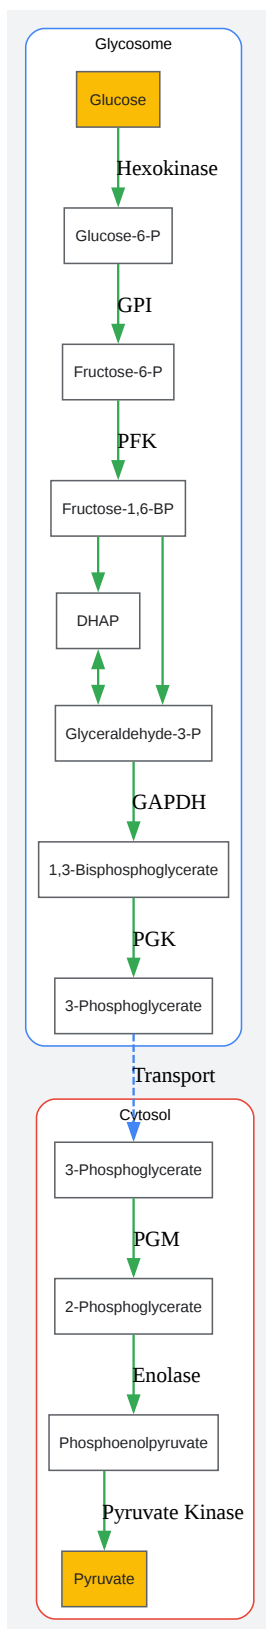 Glycosome
Glucose
Hexokinase
Glucose-6-P
GPI
Fructose-6-P
PFK
Fructose-1,6-BP
DHAP
Glyceraldehyde-3-P
GAPDH
1,3-Bisphosphoglycerate
PGK
3-Phosphoglycerate
Transport
Cytosol
3-Phosphoglycerate
PGM
2-Phosphoglycerate
Enolase
Phosphoenolpyruvate
Pyruvate Kinase
Pyruvate